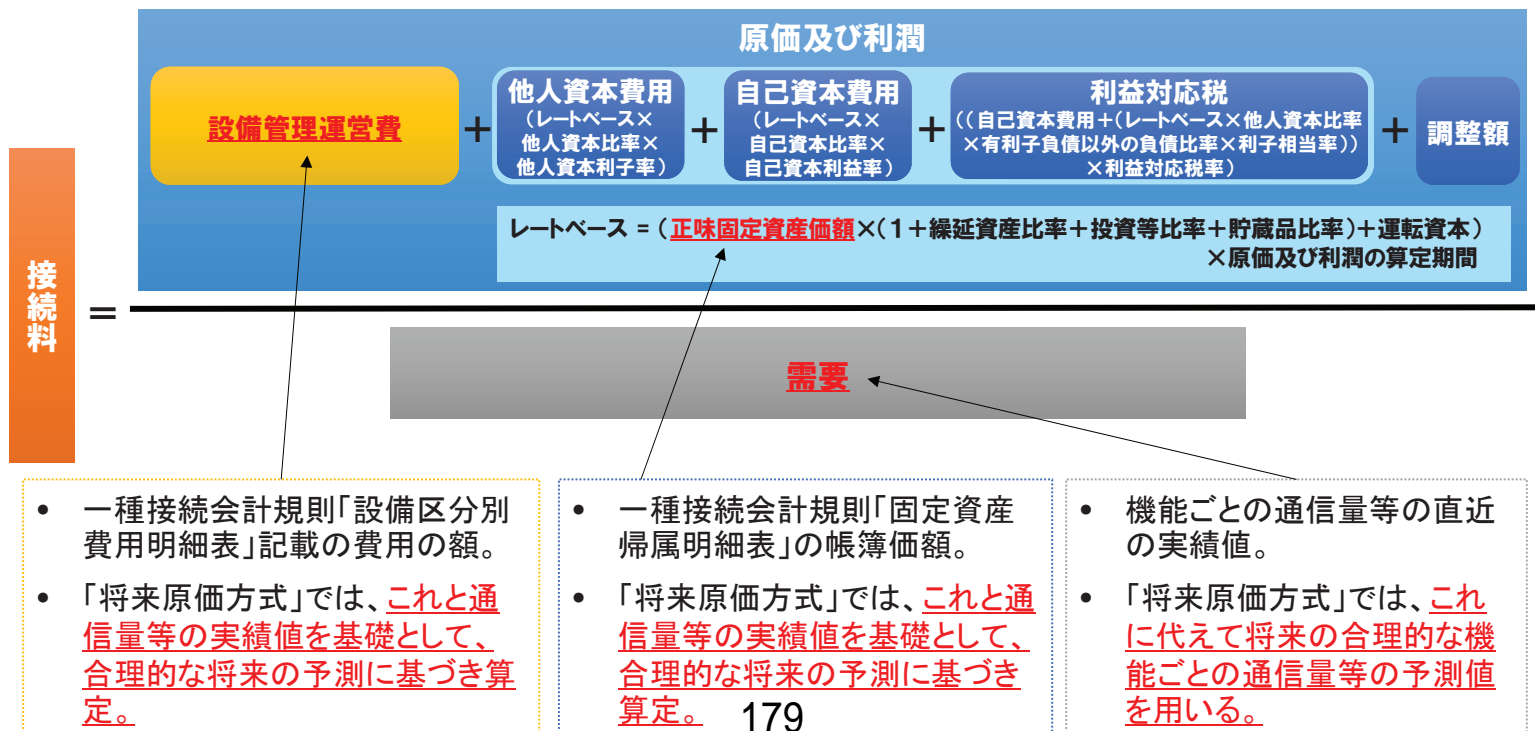 原価及び利潤
設備管理運営費
+
他人資本費用
(レートベース×
他人資本比率×
他人資本利子率)
+
自己資本費用
(レートベース×
自己資本比率×
自己資本利益率)
+
利益対応税
((自己資本費用+(レートベース×他人資本比率
×有利子負債以外の負債比率×利子相当率))
×利益対応税率)
+
調整額
レートベース =(正味固定資産価額×(1+繰延資産比率+投資等比率+貯蔵品比率)+運転資本)
×原価及び利潤の算定期間
接続料
=
需要
• 一種接続会計規則「設備区分別
費用明細表」記載の費用の額。
• 「将来原価方式」では、これと通
信量等の実績値を基礎として、
合理的な将来の予測に基づき算
定。
• 一種接続会計規則「固定資産
帰属明細表」の帳簿価額。
• 「将来原価方式」では、これと通
信量等の実績値を基礎として、
合理的な将来の予測に基づき
算定。
• 機能ごとの通信量等の直近
の実績値。
• 「将来原価方式」では、これ
に代えて将来の合理的な機
能ごとの通信量等の予測値
を用いる。
179